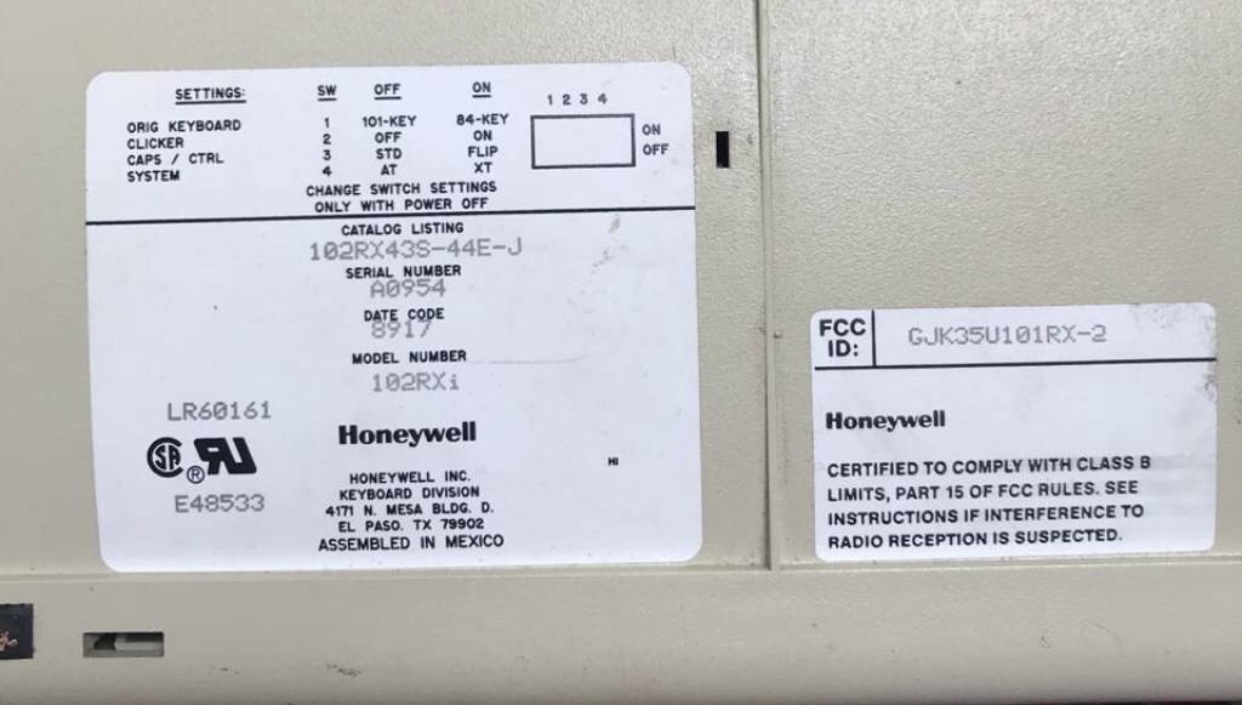 SETTINGS: SW OFF ON 1 2 3 4
ORIG KEYBOARD 1 101-KEY 84-KEY ON
CLICKER 2 OFF ON OFF
CAPS / CTRL 3 STD FLIP
SYSTEM 4 AT XT
CHANGE SWITCH SETTINGS
ONLY WITH POWER OFF
CATALOG LISTING
102RX43S-44E-J
SERIAL NUMBER
A0954
DATE CODE
8917
MODEL NUMBER
102RXi
LR60161
SA ® RU
E48533
Honeywell
HI
HONEYWELL INC.
KEYBOARD DIVISION
4171 N. MESA BLDG. D.
EL PASO. TX 79902
ASSEMBLED IN MEXICO
FCC ID: GJK35U101RX-2
Honeywell
CERTIFIED TO COMPLY WITH CLASS B
LIMITS, PART 15 OF FCC RULES. SEE
INSTRUCTIONS IF INTERFERENCE TO
RADIO RECEPTION IS SUSPECTED.